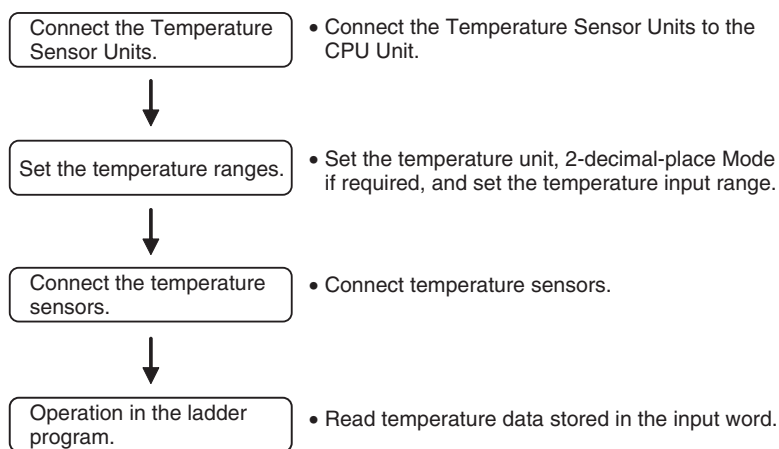 Connect the Temperature
Sensor Units.
• Connect the Temperature Sensor Units to the
CPU Unit.
Set the temperature ranges.
• Set the temperature unit, 2-decimal-place Mode
if required, and set the temperature input range.
Connect the temperature
sensors.
• Connect temperature sensors.
Operation in the ladder
program.
• Read temperature data stored in the input word.